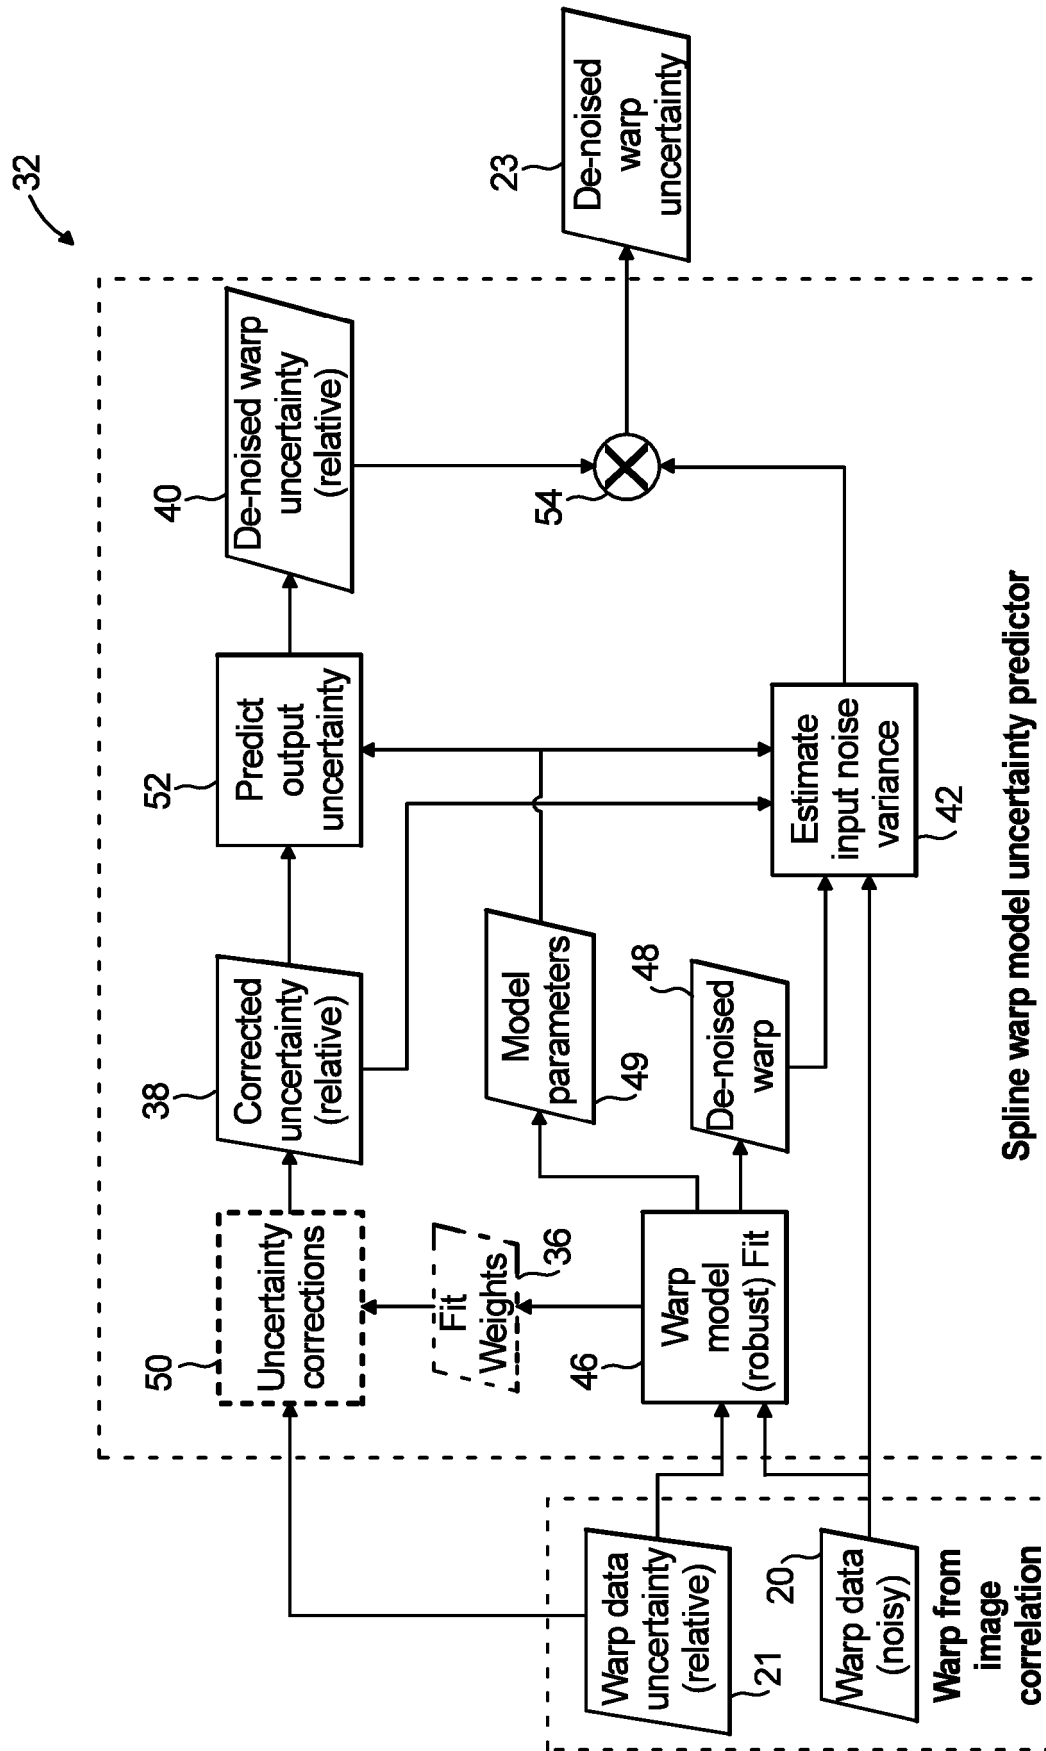 32
50
Uncertainty
corrections
38
Corrected
uncertainty
(relative)
52
Predict
output
uncertainty
40
De-noised warp
uncertainty
(relative)
Fit
Weights
36
Model
parameters
49
54
23
De-noised
warp
uncertainty
Warp data
uncertainty
(relative)
21
46
Warp
model
(robust) Fit
48
De-noised
warp
Estimate
input noise
variance
42
20
Warp data
(noisy)
Warp from
image
correlation
Spline warp model uncertainty predictor